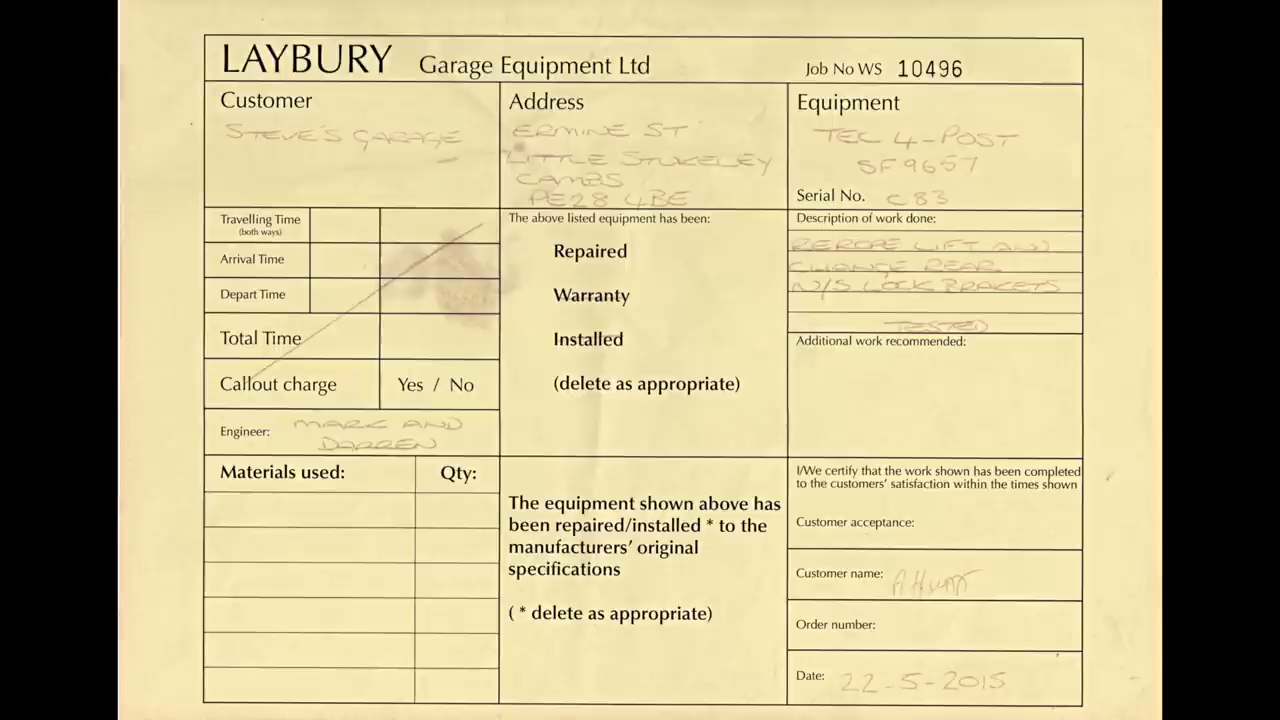 LAYBURY Garage Equipment Ltd
Job No WS 10496
Customer
STEVE'S GARAGE
Address
ERMINE ST
LITTLE STUKELEY
CAMBS
PE28 4BE
Equipment
TEC 4-POST
SF9657
Serial No. C83
Travelling Time
(both ways)
Arrival Time
Depart Time
Total Time
Callout charge Yes / No
Engineer: MARK AND
DARREN
The above listed equipment has been:
Repaired
Warranty
Installed
(delete as appropriate)
Description of work done:
REROPE LIFT AND
CHANGE REAR
N/S LOCK BRAKETS
TESTED
Additional work recommended:
Materials used: Qty:
The equipment shown above has
been repaired/installed * to the
manufacturers' original
specifications
( * delete as appropriate)
I/We certify that the work shown has been completed
to the customers' satisfaction within the times shown
Customer acceptance:
Customer name:
Order number:
Date: 22-5-2015